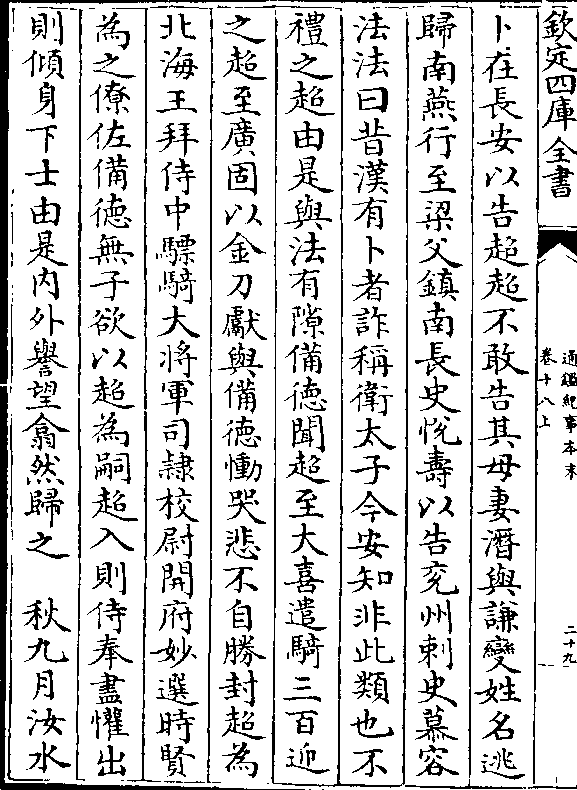 欽定四庫全書
通鑑紀事本末
卷十八上
二十九
卜在長安以告超超不敢告其母妻潛與謙變姓名逃
歸南燕行至梁父鎮南長史悅壽以告兗州刺史慕容
法法曰昔漢有卜者詐稱衛太子今安知非此類也不
禮之超由是與法有隙備德聞超至大喜遣騎三百迎
之超至廣固以金刀獻與備德慟哭悲不自勝封超為
北海王拜侍中驃騎大將軍司隷校尉開府妙選時賢
為之僚佐備德無子欲以超為嗣超入則侍奉盡懽出
則傾身下士由是内外譽望翕然歸之　秋九月汝水